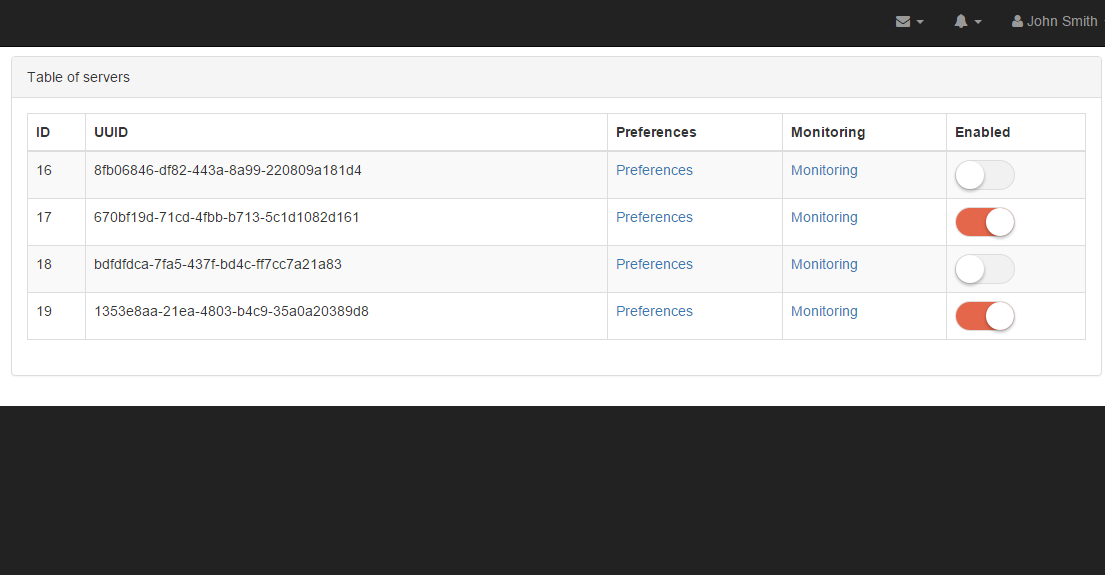 John Smith
Table of servers
ID UUID Preferences Monitoring Enabled
16 8fb06846-df82-443a-8a99-220809a181d4 Preferences Monitoring
17 670bf19d-71cd-4fbb-b713-5c1d1082d161 Preferences Monitoring
18 bdfdfdca-7fa5-437f-bd4c-ff7cc7a21a83 Preferences Monitoring
19 1353e8aa-21ea-4803-b4c9-35a0a20389d8 Preferences Monitoring